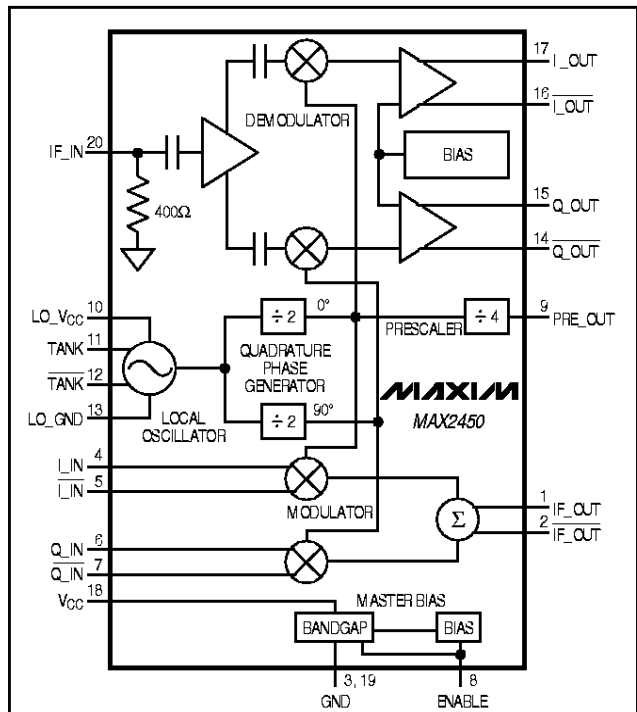 17 I_OUT
16 I_OUT
DEMODULATOR
IF_IN 20
BIAS
400Ω
15 Q_OUT
14 Q_OUT
LO_VCC 10
÷ 2 0°
PRESCALER ÷ 4 9 PRE_OUT
TANK 11
QUADRATURE
PHASE
GENERATOR
TANK 12
MAXIM
MAX2450
LO_GND 13
LOCAL
OSCILLATOR
÷ 2 90°
I_IN 4
I_IN 5
MODULATOR
Σ
1 IF_OUT
2 IF_OUT
Q_IN 6
Q_IN 7
VCC 18
MASTER BIAS
BANDGAP
BIAS
3, 19
GND
8
ENABLE